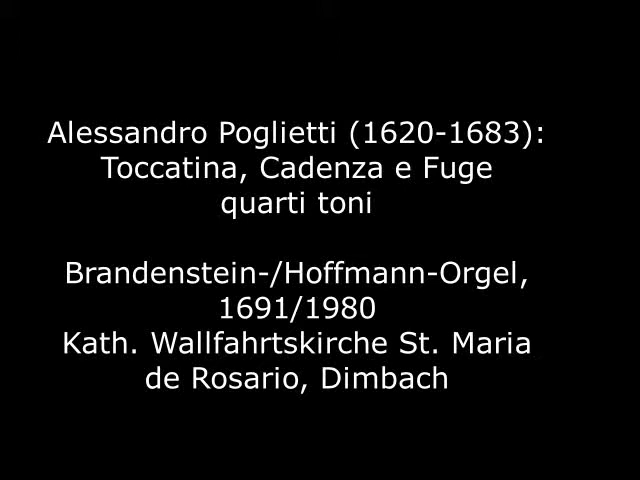 Alessandro Poglietti (1620-1683):
Toccatina, Cadenza e Fuge
quarti toni
Brandenstein-/Hoffmann-Orgel,
1691/1980
Kath. Wallfahrtskirche St. Maria
de Rosario, Dimbach